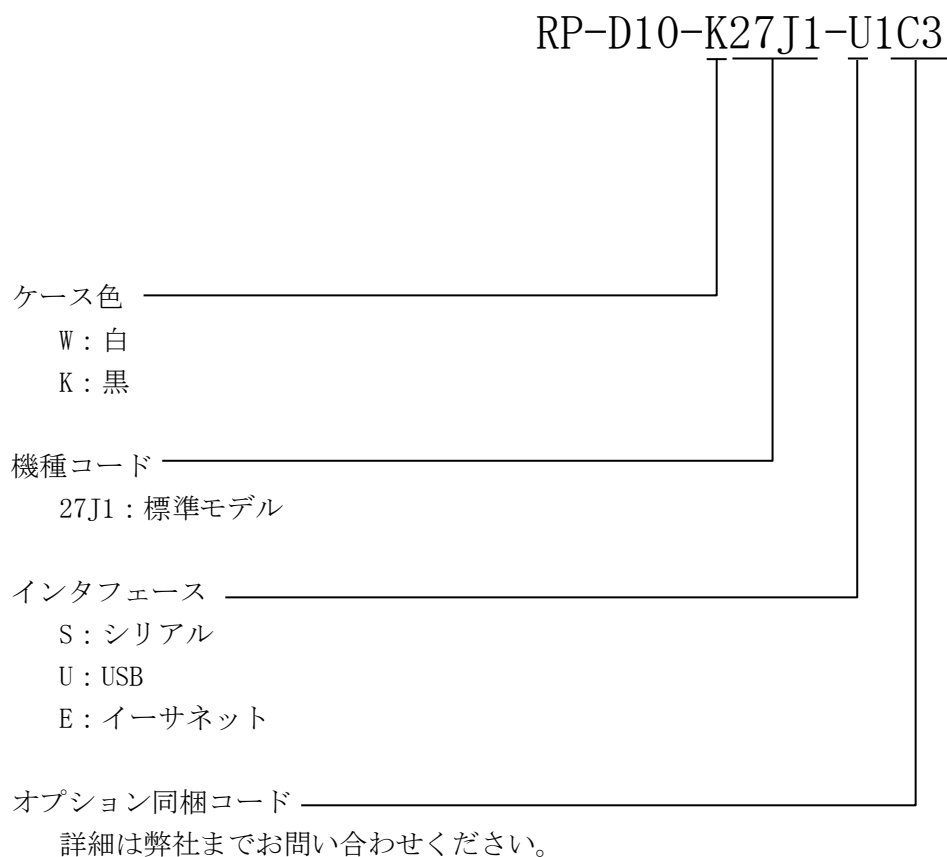 RP-D10-K27J1-U1C3
ケース色
W：白
K：黒
機種コード
27J1：標準モデル
インタフェース
S：シリアル
U：USB
E：イーサネット
オプション同梱コード
詳細は弊社までお問い合わせください。